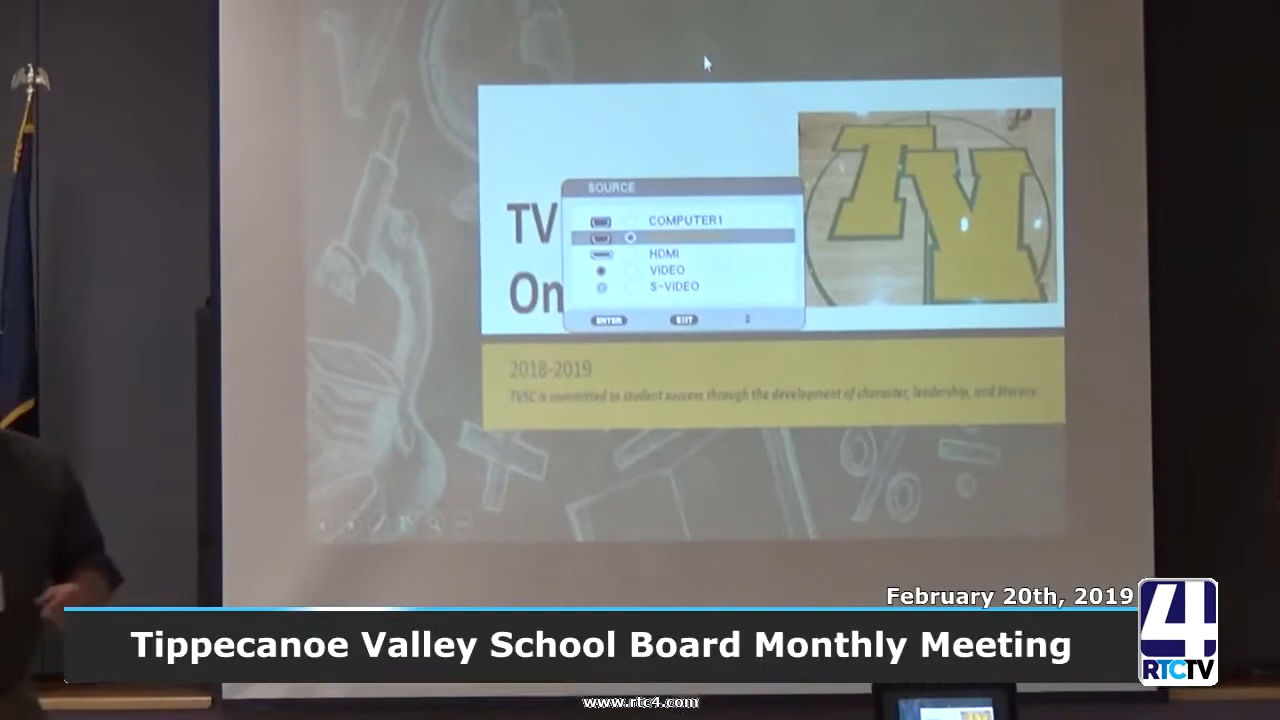 TV
SOURCE
COMPUTER1
HDMI
VIDEO
S-VIDEO
ENTER EXIT
TV
On
2018-2019
TVSC is committed to student success through the development of character, leadership, and literacy.
%
February 20th, 2019
Tippecanoe Valley School Board Monthly Meeting
4
RTCTV
www.rtc4.com